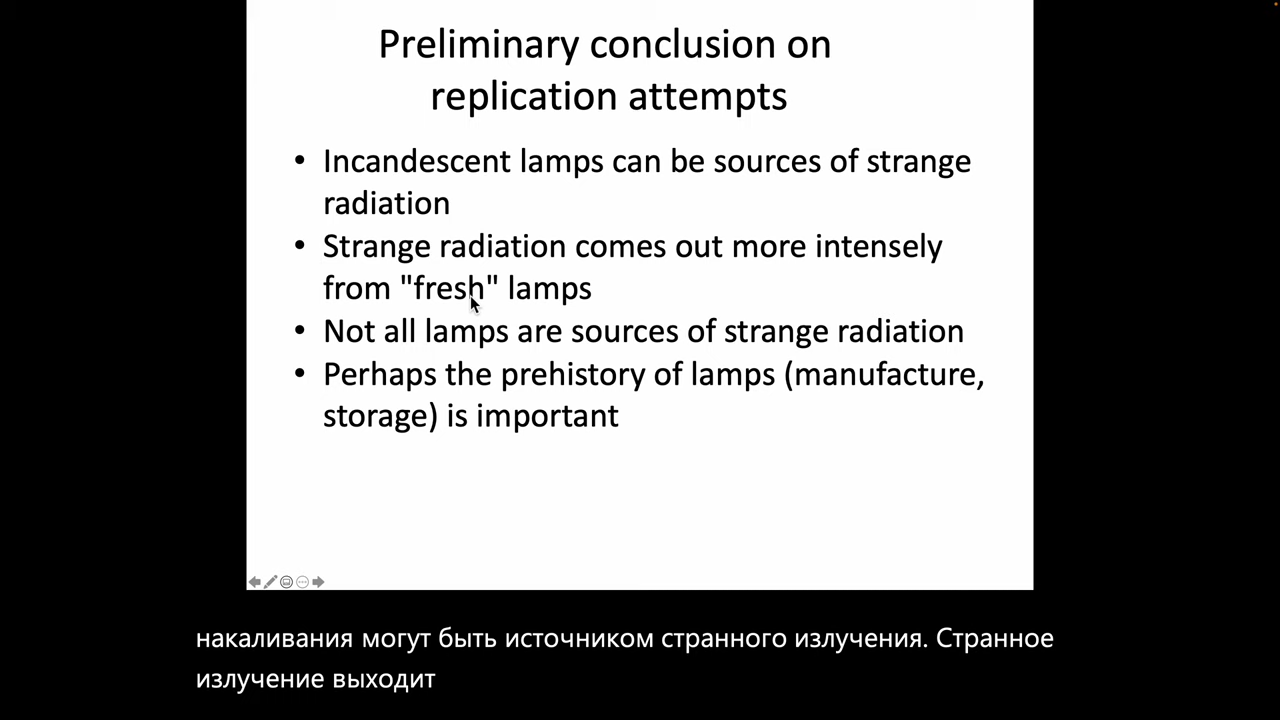 Preliminary conclusion on
replication attempts
• Incandescent lamps can be sources of strange
radiation
• Strange radiation comes out more intensely
from "fresh" lamps
• Not all lamps are sources of strange radiation
• Perhaps the prehistory of lamps (manufacture,
storage) is important
накаливания могут быть источником странного излучения. Странное
излучение выходит